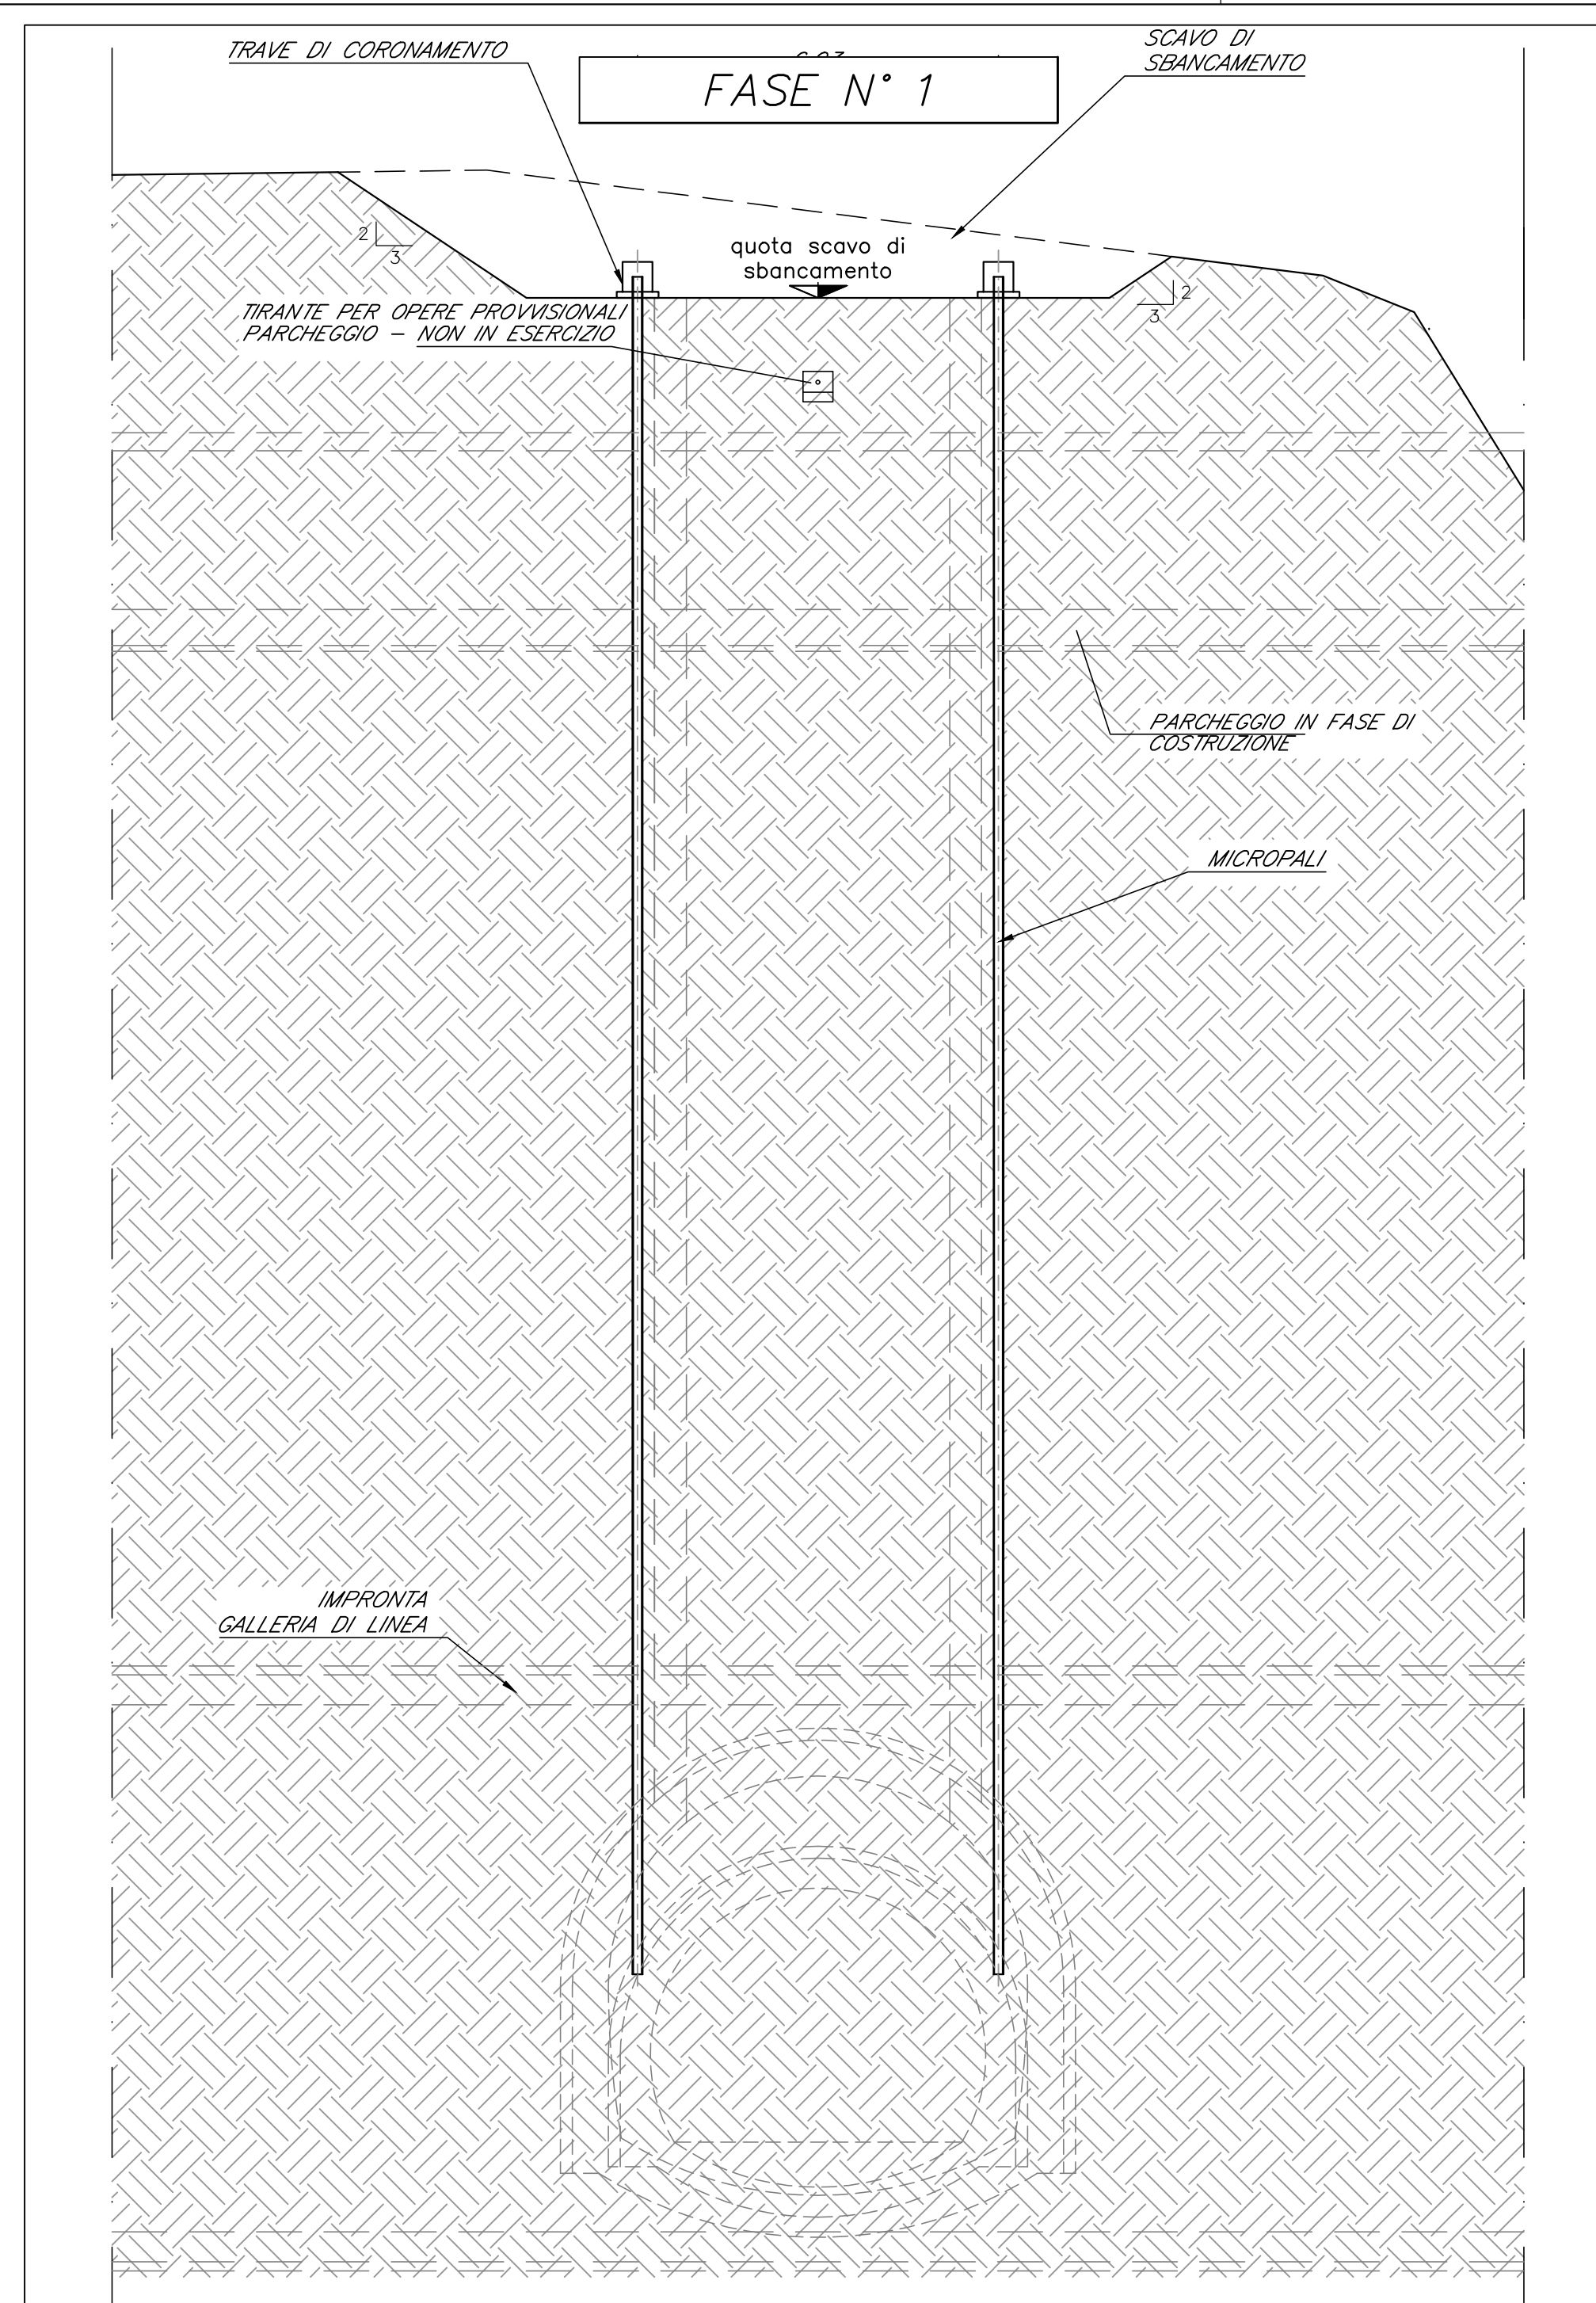 TRAVE DI CORONAMENTO
FASE N° 1
SCAVO DI
SBANCAMENTO
2
3
quota scavo di
sbancamento
2
3
TIRANTE PER OPERE PROVVISIONALI
PARCHEGGIO - NON IN ESERCIZIO
PARCHEGGIO IN FASE DI
COSTRUZIONE
MICROPALI
IMPRONTA
GALLERIA DI LINEA